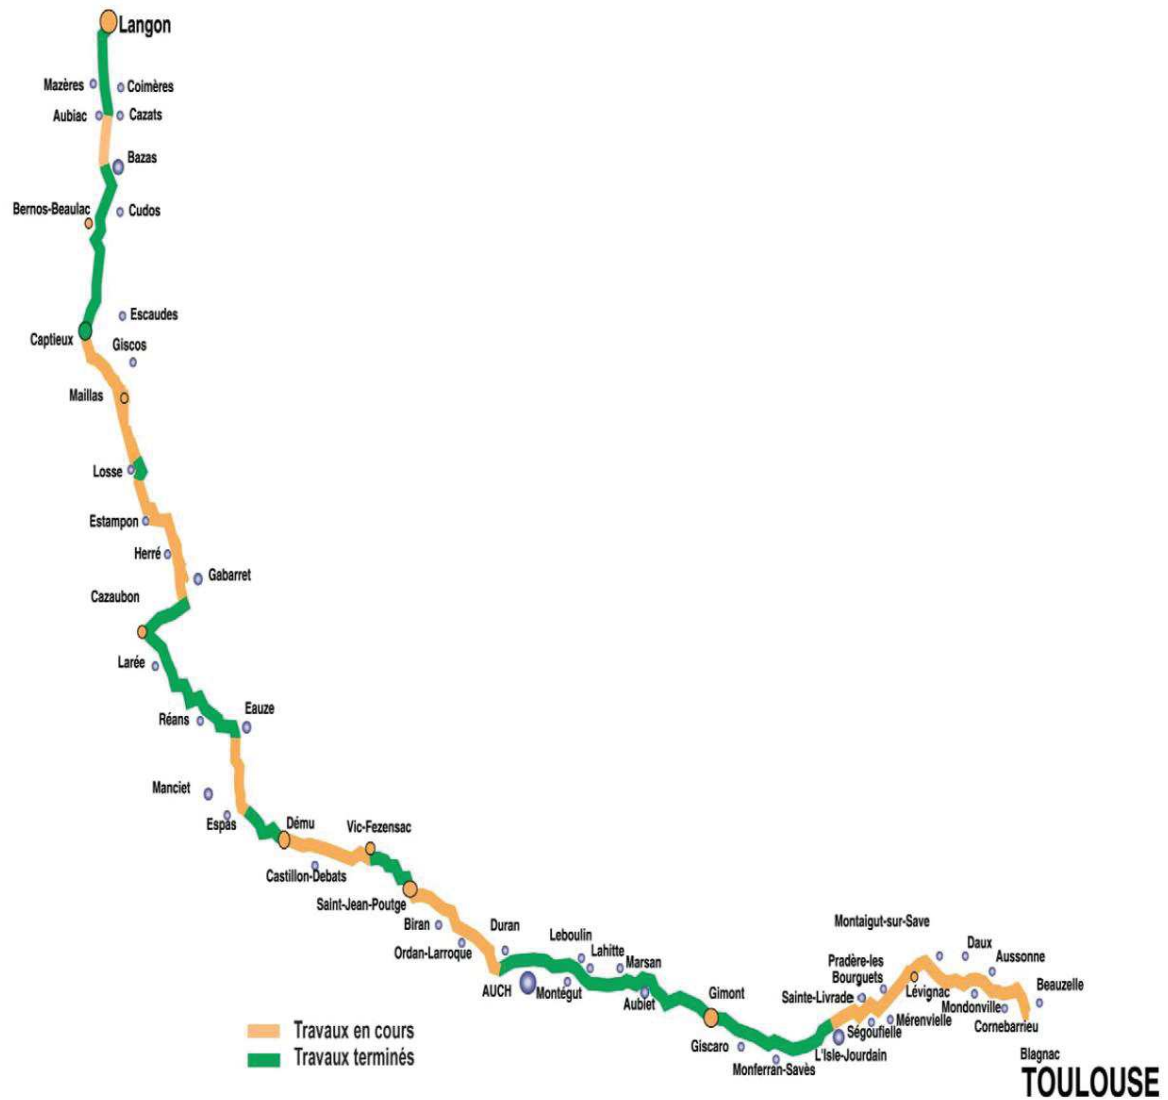 Langon
Mazères
Coimères
Aubiac
Cazats
Bazas
Bernos-Beaulac
Cudos
Escaudes
Captieux
Giscos
Maillas
Losse
Estampon
Herré
Gabarret
Cazaubon
Larée
Réans
Eauze
Manciet
Espas
Dému
Vic-Fezensac
Castillon-Debats
Saint-Jean-Poutge
Biran
Ordan-Larroque
Duran
AUCH
Leboulin
Lahitte
Marsan
Montégut
Aubiet
Gimont
Giscaro
Monferran-Savès
L'Isle-Jourdain
Ségoufielle
Mérenvielle
Sainte-Livrade
Pradère-les
Bourguets
Montaigut-sur-Save
Lévignac
Daux
Aussonne
Mondonville
Cornebarrieu
Beauzelle
Blagnac
TOULOUSE
Travaux en cours
Travaux terminés